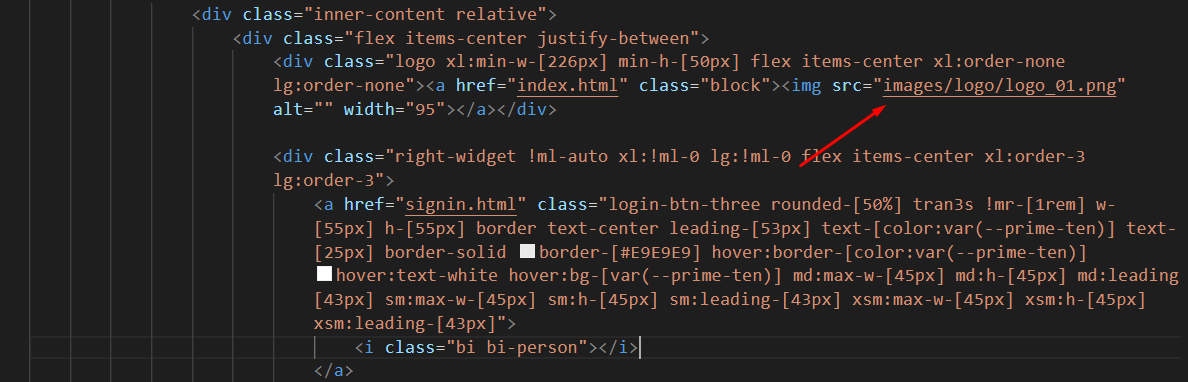 <div class="inner-content relative">
<div class="flex items-center justify-between">
<div class="logo xl:min-w-[226px] min-h-[50px] flex items-center xl:order-none
lg:order-none"><a href="index.html" class="block"><img src="images/logo/logo_01.png"
alt="" width="95"></a></div>
<div class="right-widget !ml-auto xl:!ml-0 lg:!ml-0 flex items-center xl:order-3
lg:order-3">
<a href="signin.html" class="login-btn-three rounded-[50%] tran3s !mr-[1rem] w-
[55px] h-[55px] border text-center leading-[53px] text-[color:var(--prime-ten)] text-
[25px] border-solid border-[#E9E9E9] hover:border-[color:var(--prime-ten)]
hover:text-white hover:bg-[var(--prime-ten)] md:max-w-[45px] md:h-[45px] md:leading
[43px] sm:max-w-[45px] sm:h-[45px] sm:leading-[43px] xsm:max-w-[45px] xsm:h-[45px]
xsm:leading-[43px]">
<i class="bi bi-person"></i>
</a>